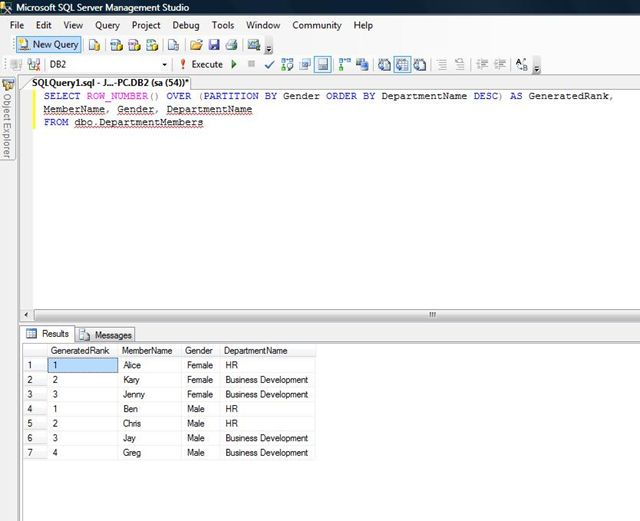 Microsoft SQL Server Management Studio
File Edit View Query Project Debug Tools Window Community Help
New Query
DB2 Execute
Object Explorer
SQLQuery1.sql - J...-PC.DB2 (sa (54))*
SELECT ROW_NUMBER() OVER (PARTITION BY Gender ORDER BY DepartmentName DESC) AS GeneratedRank,
MemberName, Gender, DepartmentName
FROM dbo.DepartmentMembers
Results Messages
GeneratedRank MemberName Gender DepartmentName
1 1 Alice Female HR
2 2 Kary Female Business Development
3 3 Jenny Female Business Development
4 1 Ben Male HR
5 2 Chris Male HR
6 3 Jay Male Business Development
7 4 Greg Male Business Development